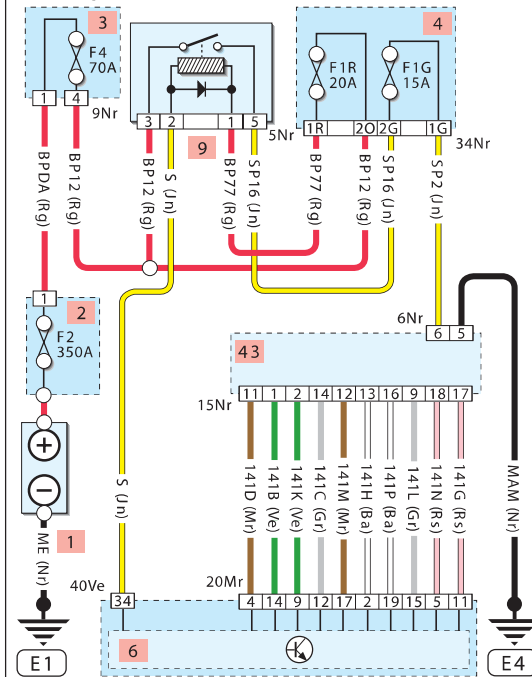 3
F4
70A
1 4
9Nr
3 2 1 5
5Nr
9
4
F1R
20A
F1G
15A
1R 2O 2G 1G
34Nr
BPDA (Rg)
BP12 (Rg)
BP12 (Rg)
S (Jn)
BP77 (Rg)
SP16 (Jn)
BP77 (Rg)
BP12 (Rg)
SP16 (Jn)
SP2 (Jn)
1
2
F2
350A
6Nr
6 5
43
15Nr
11 1 2 14 12 13 16 9 18 17
+
−
ME (Nr)
1
E1
S (Jn)
141D (Mr)
141B (Ve)
141K (Ve)
141C (Gr)
141M (Mr)
141H (Ba)
141P (Ba)
141L (Gr)
141N (Rs)
141G (Rs)
MAM (Nr)
40Ve
34
20Mr
4 14 9 12 17 2 19 15 5 11
6
E4